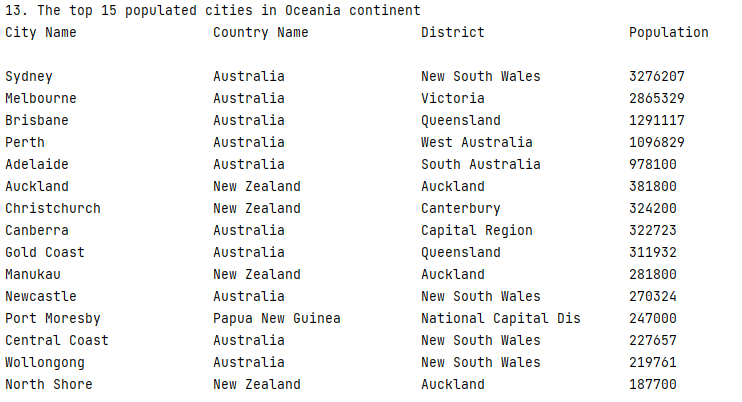 13. The top 15 populated cities in Oceania continent
City Name Country Name District Population
Sydney Australia New South Wales 3276207
Melbourne Australia Victoria 2865329
Brisbane Australia Queensland 1291117
Perth Australia West Australia 1096829
Adelaide Australia South Australia 978100
Auckland New Zealand Auckland 381800
Christchurch New Zealand Canterbury 324200
Canberra Australia Capital Region 322723
Gold Coast Australia Queensland 311932
Manukau New Zealand Auckland 281800
Newcastle Australia New South Wales 270324
Port Moresby Papua New Guinea National Capital Dis 247000
Central Coast Australia New South Wales 227657
Wollongong Australia New South Wales 219761
North Shore New Zealand Auckland 187700